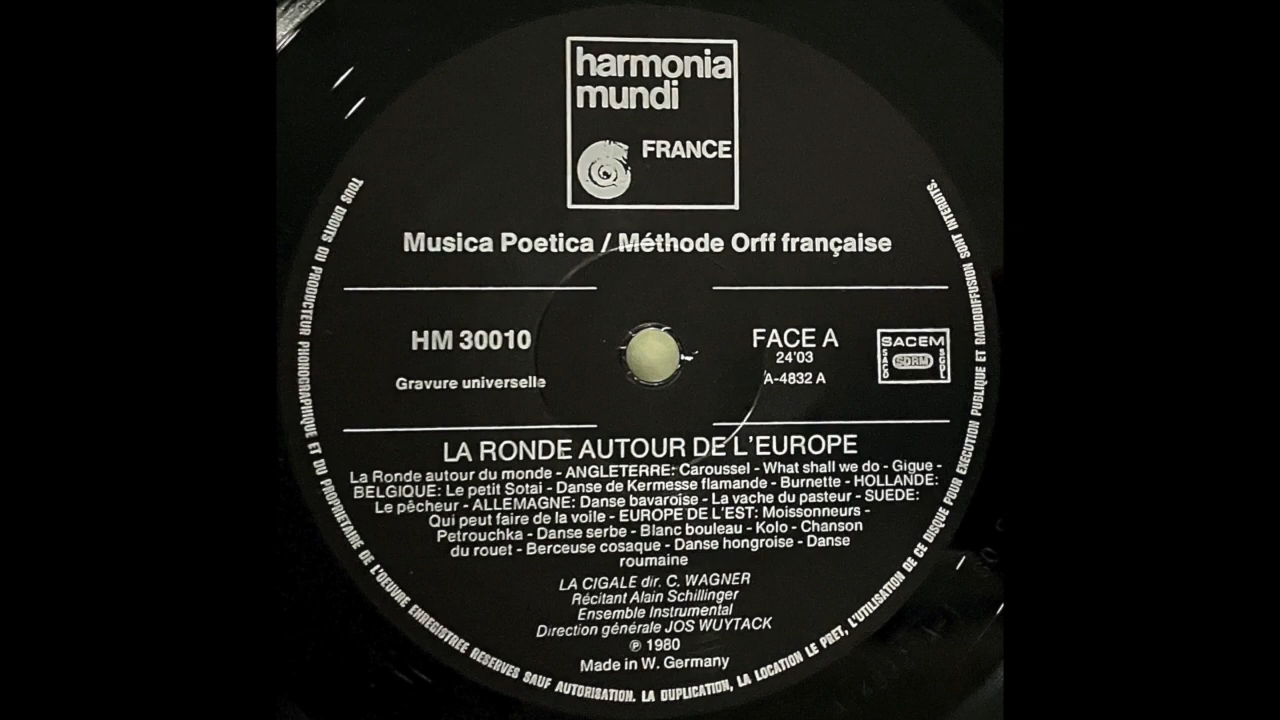 harmonia
mundi
FRANCE
Musica Poetica / Méthode Orff française
HM 30010
Gravure universelle
FACE A
24'03
A-4832 A
SACEM
SACD
SDRM
SGDL
LA RONDE AUTOUR DE L'EUROPE
La Ronde autour du monde - ANGLETERRE: Caroussel - What shall we do - Gigue -
BELGIQUE: Le petit Sotai - Danse de Kermesse flamande - Burnette - HOLLANDE:
Le pêcheur - ALLEMAGNE: Danse bavaroise - La vache du pasteur - SUEDE:
Qui peut faire de la voile - EUROPE DE L'EST: Moissonneurs -
Petrouchka - Danse serbe - Blanc bouleau - Kolo - Chanson
du rouet - Berceuse cosaque - Danse hongroise - Danse
roumaine
LA CIGALE dir. C. WAGNER
Récitant Alain Schillinger
Ensemble Instrumental
Direction générale JOS WUYTACK
℗ 1980
Made in W. Germany
TOUS DROITS DU PRODUCTEUR PHONOGRAPHIQUE ET DU PROPRIETAIRE DE L'OEUVRE ENREGISTREE RESERVES SAUF AUTORISATION. LA DUPLICATION, LA LOCATION LE PRET, L'UTILISATION DE CE DISQUE POUR EXECUTION PUBLIQUE ET RADIODIFFUSION SONT INTERDITS.